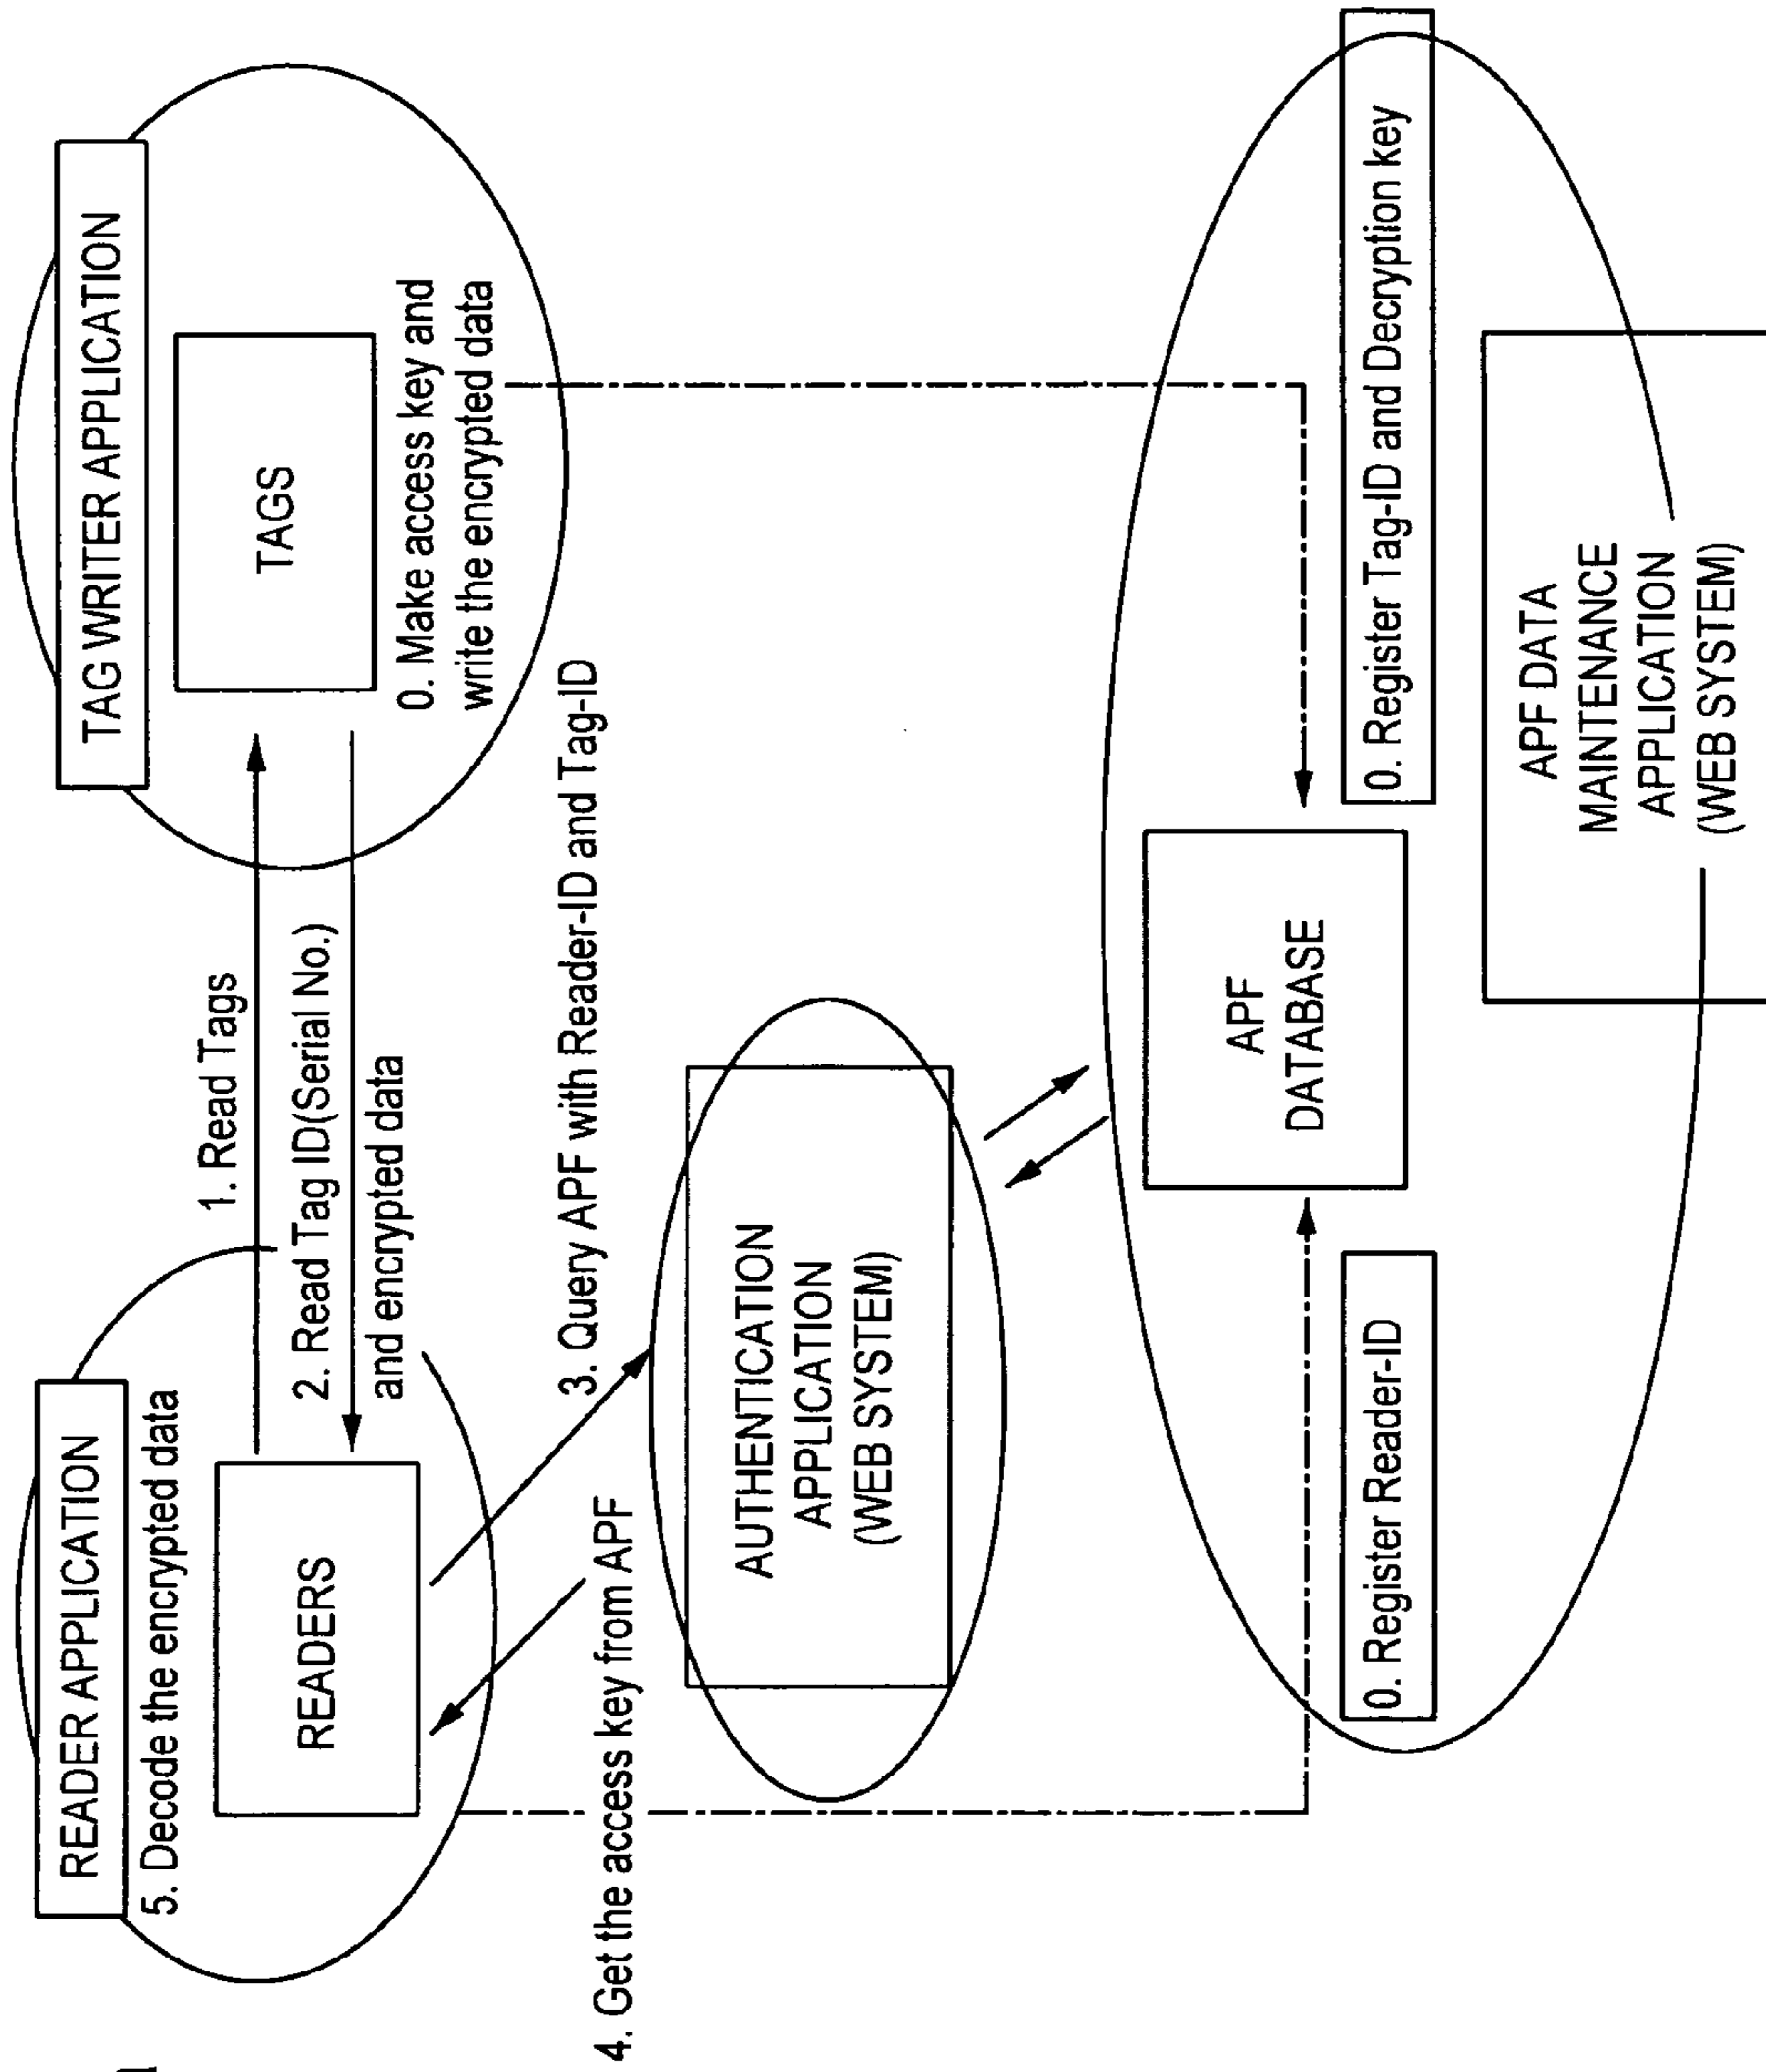 READER APPLICATION
5. Decode the encrypted data
READERS
1. Read Tags
2. Read Tag ID(Serial No.)
and encrypted data
TAG WRITER APPLICATION
TAGS
0. Make access key and
write the encrypted data
3. Query APF with Reader-ID and Tag-ID
4. Get the access key from APF
AUTHENTICATION
APPLICATION
(WEB SYSTEM)
APF
DATABASE
0. Register Reader-ID
0. Register Tag-ID and Decryption key
APF DATA
MAINTENANCE
APPLICATION
(WEB SYSTEM)